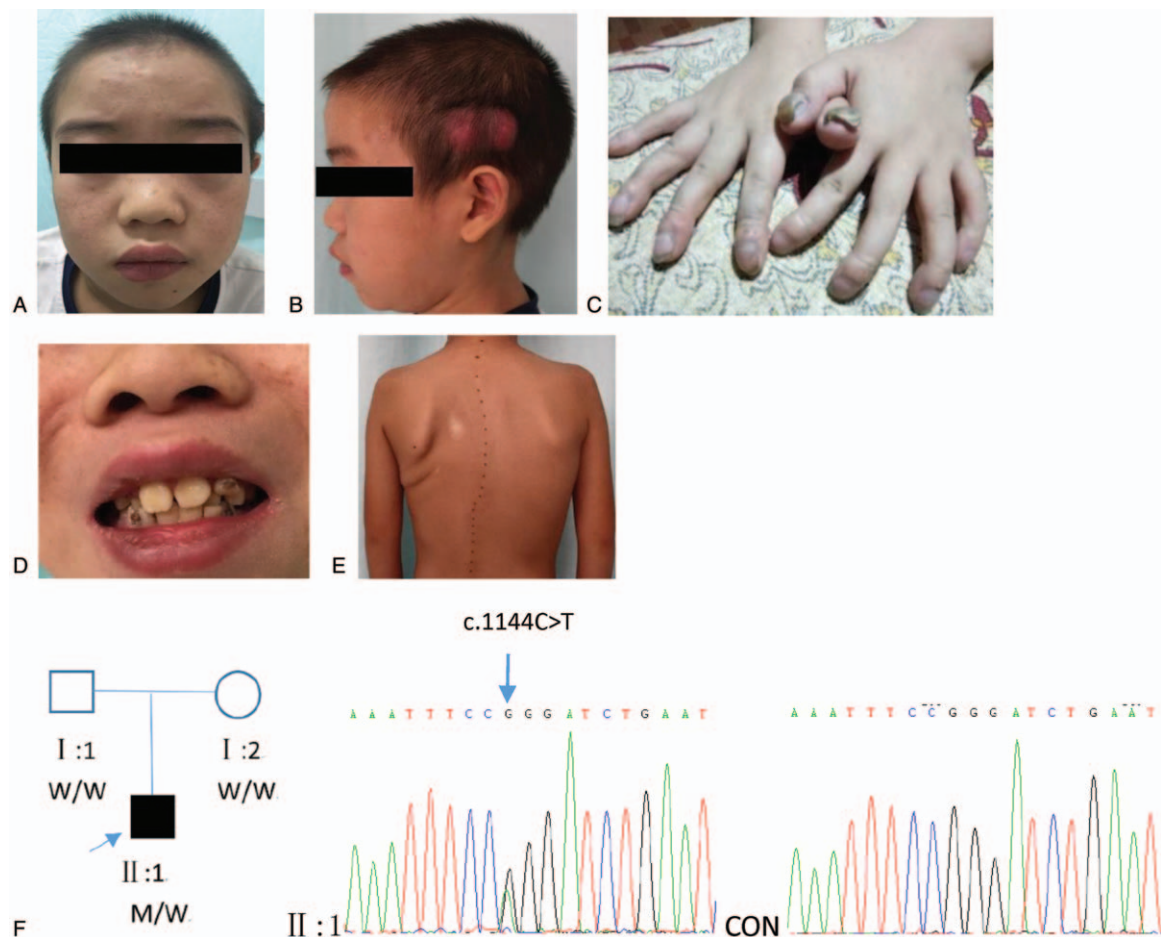 A
B
C
D
E
c.1144C>T
A A A T T T C C G G G A T C T G A A T
A A A T T T C C G G G A T C T G A A T
I :1
I :2
W/W
W/W
II :1
M/W
F
II :1
CON